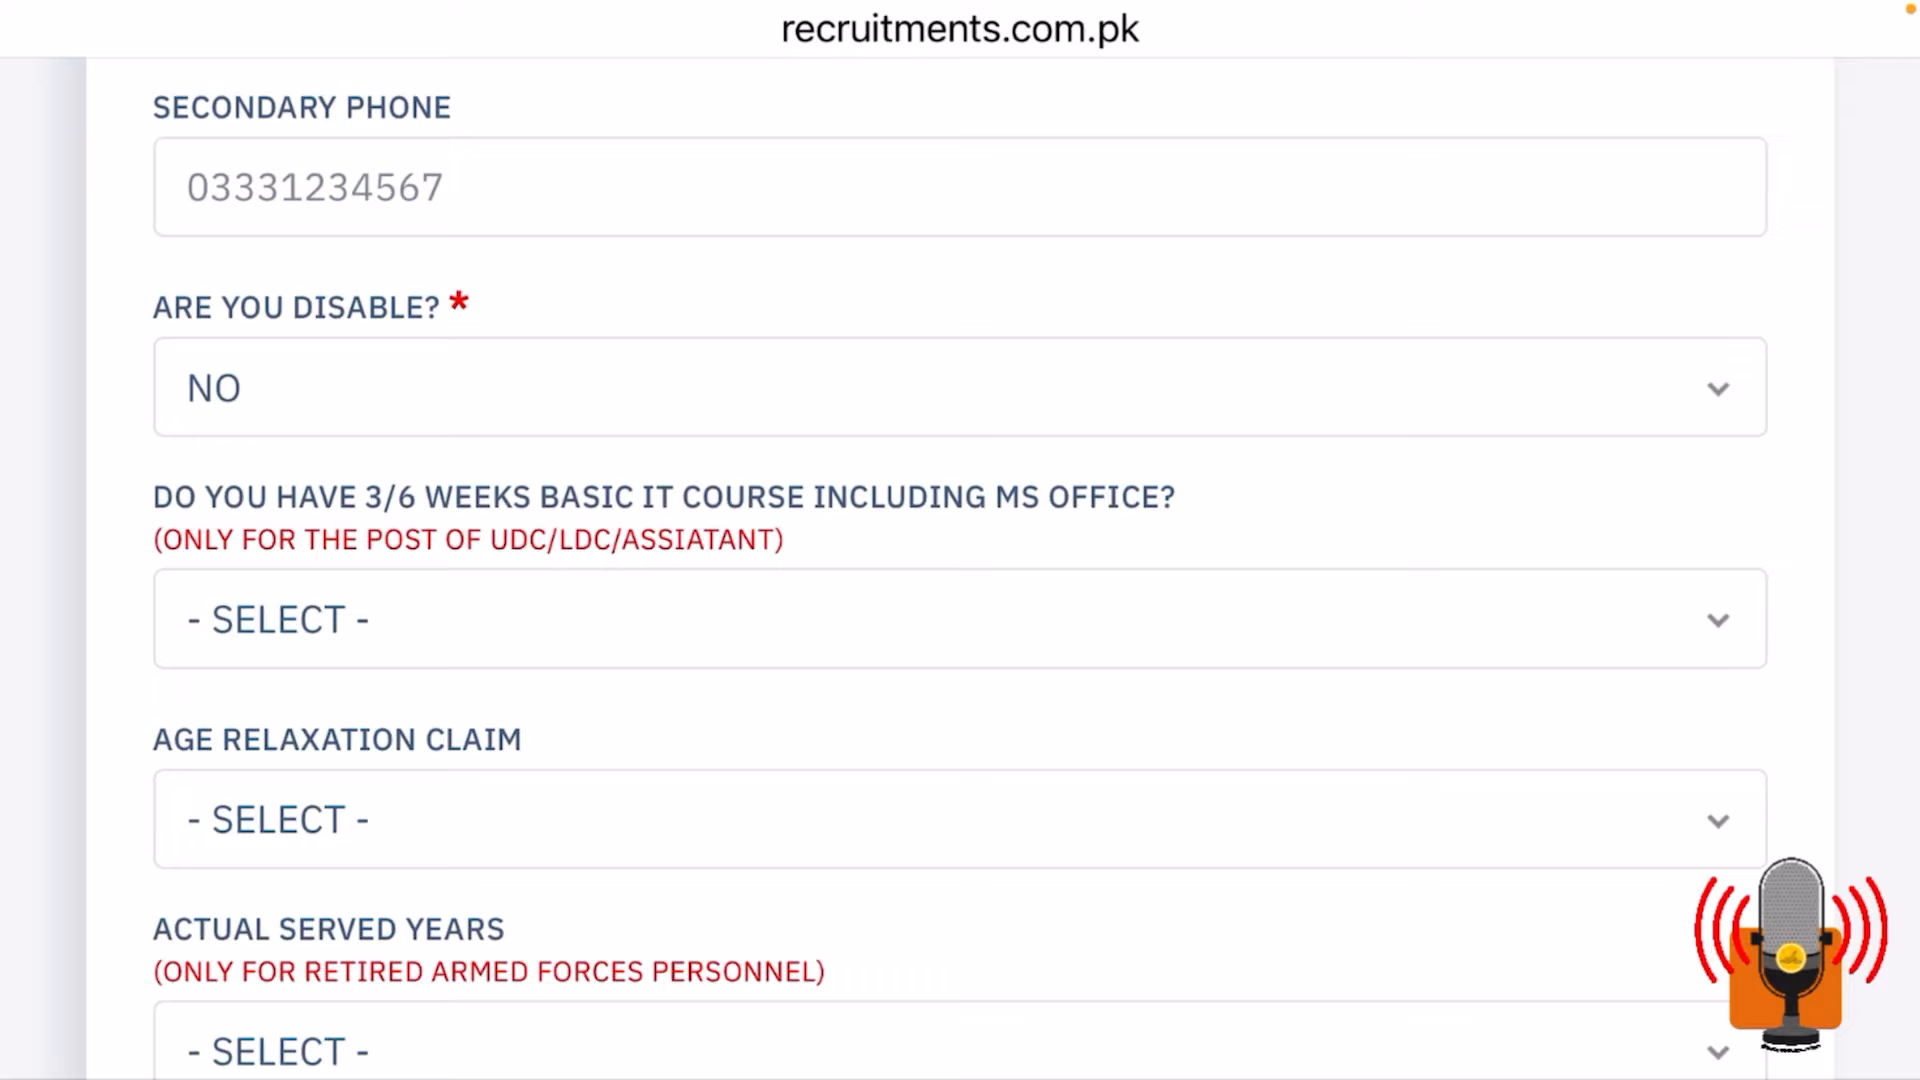 recruitments.com.pk
SECONDARY PHONE
03331234567
ARE YOU DISABLE? *
NO
DO YOU HAVE 3/6 WEEKS BASIC IT COURSE INCLUDING MS OFFICE?
(ONLY FOR THE POST OF UDC/LDC/ASSIATANT)
- SELECT -
AGE RELAXATION CLAIM
- SELECT -
ACTUAL SERVED YEARS
(ONLY FOR RETIRED ARMED FORCES PERSONNEL)
- SELECT -